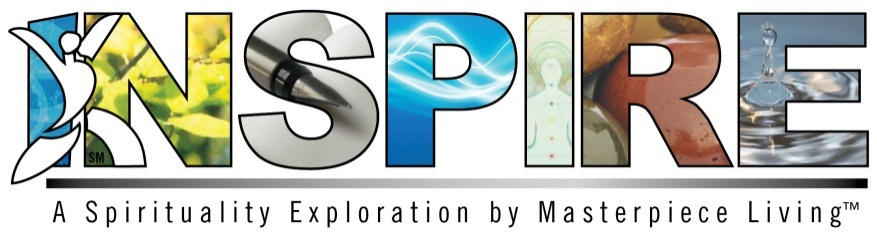 INSPIRE
SM
A Spirituality Exploration by Masterpiece Living™